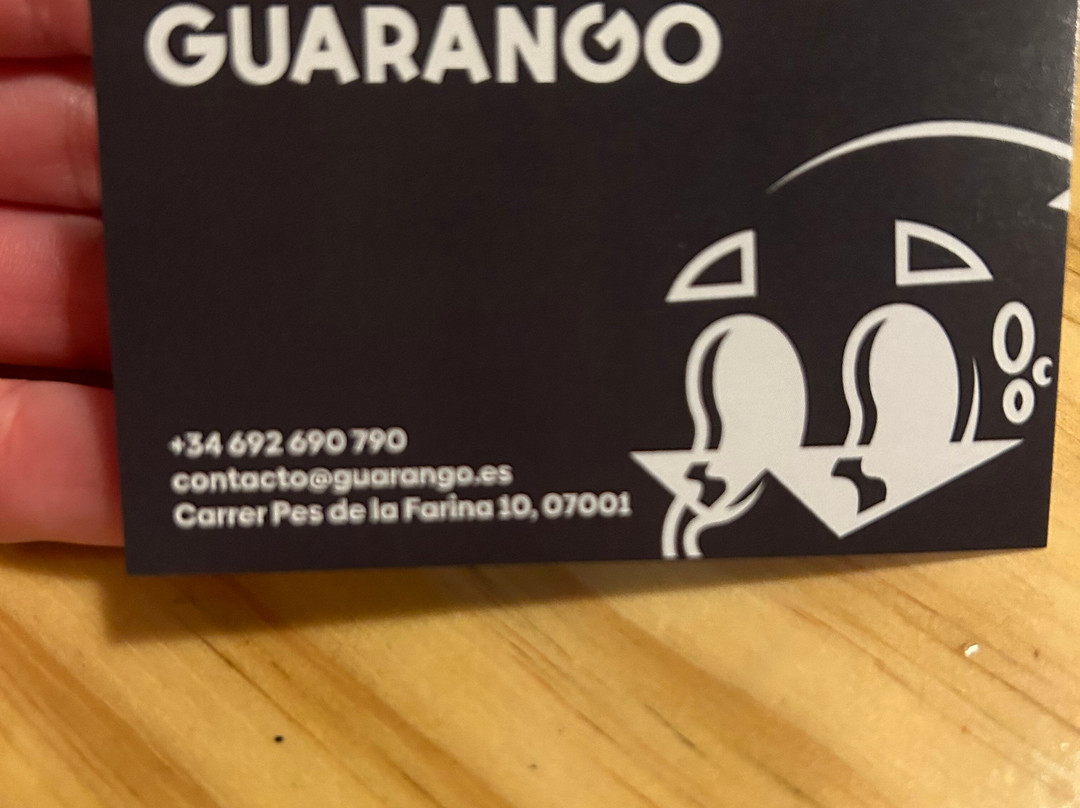 GUARANGO
+34 692 690 790
contacto@guarango.es
Carrer Pes de la Farina 10, 07001